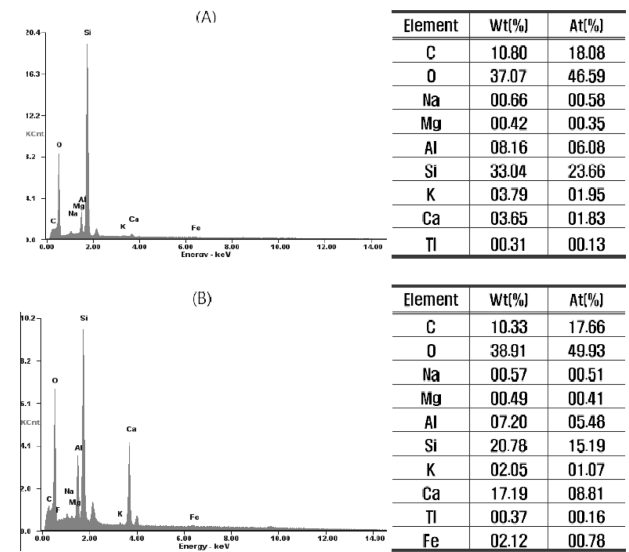 (A)
20.4
16.3
12.2
KCnt
8.2
4.1
0.0
Si
O
C
Na
Mg
Al
K
Ca
Fe
0.00 2.00 4.00 6.00 8.00 10.00 12.00 14.00
Energy - keV
Element Wt(%) At(%)
C 10.80 18.08
O 37.07 46.59
Na 00.66 00.58
Mg 00.42 00.35
Al 08.16 06.08
Si 33.04 23.66
K 03.79 01.95
Ca 03.65 01.83
Tl 00.31 00.13
(B)
10.2
8.2
6.1
KCnt
4.1
2.0
0.0
Si
O
Ca
Al
C
F
Na
Mg
K
Fe
0.00 2.00 4.00 6.00 8.00 10.00 12.00 14.00
Energy - keV
Element Wt(%) At(%)
C 10.33 17.66
O 38.91 49.93
Na 00.57 00.51
Mg 00.49 00.41
Al 07.20 05.48
Si 20.78 15.19
K 02.05 01.07
Ca 17.19 08.81
Tl 00.37 00.16
Fe 02.12 00.78